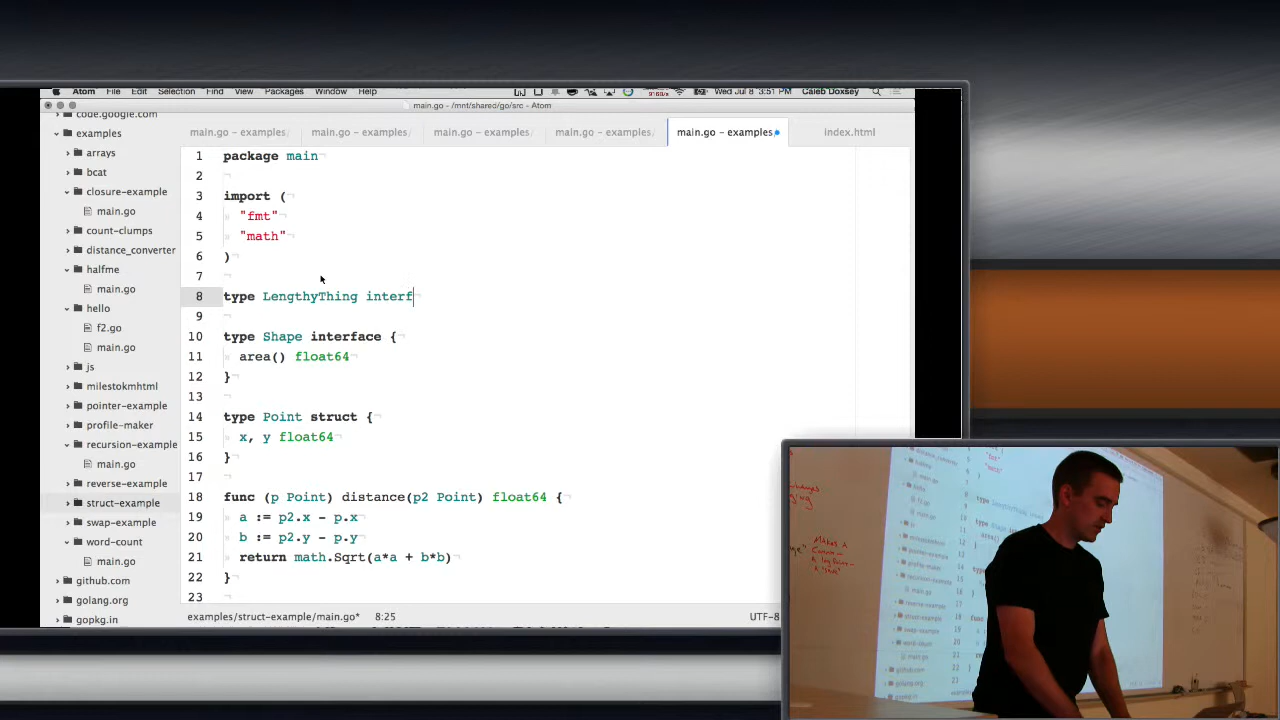 Atom File Edit Selection Find View Packages Window Help Wed Jul 8 3:51 PM Caleb Doxsey
main.go - /mnt/shared/go/src - Atom
code.google.com
examples
arrays
bcat
closure-example
main.go
count-clumps
distance_converter
halfme
main.go
hello
f2.go
main.go
js
milestokmhtml
pointer-example
profile-maker
recursion-example
main.go
reverse-example
struct-example
swap-example
word-count
main.go
github.com
golang.org
gopkg.in
main.go - examples/ main.go - examples/ main.go - examples/ main.go - examples/ main.go - examples index.html
1 package main
2
3 import (
4 "fmt"
5 "math"
6 )
7
8 type LengthyThing interf
9
10 type Shape interface {
11 area() float64
12 }
13
14 type Point struct {
15 x, y float64
16 }
17
18 func (p Point) distance(p2 Point) float64 {
19 a := p2.x - p.x
20 b := p2.y - p.y
21 return math.Sqrt(a*a + b*b)
22 }
23
examples/struct-example/main.go* 8:25 UTF-8
MAKES A